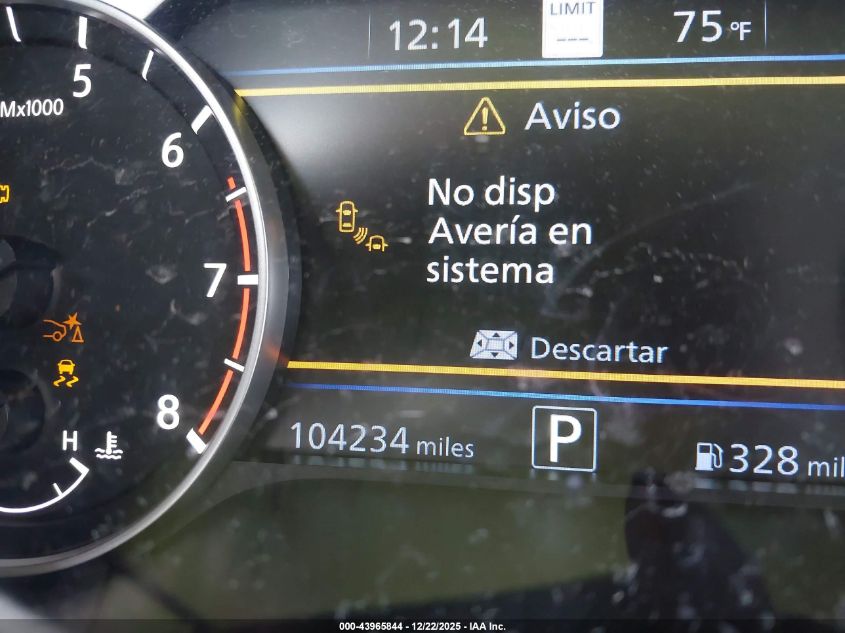 LIMIT
---
12:14
75 °F
5
Mx1000
6
7
8
H
Aviso
No disp
Avería en
sistema
Descartar
104234 miles
P
328 mil
000-43965844 - 12/22/2025 - IAA Inc.